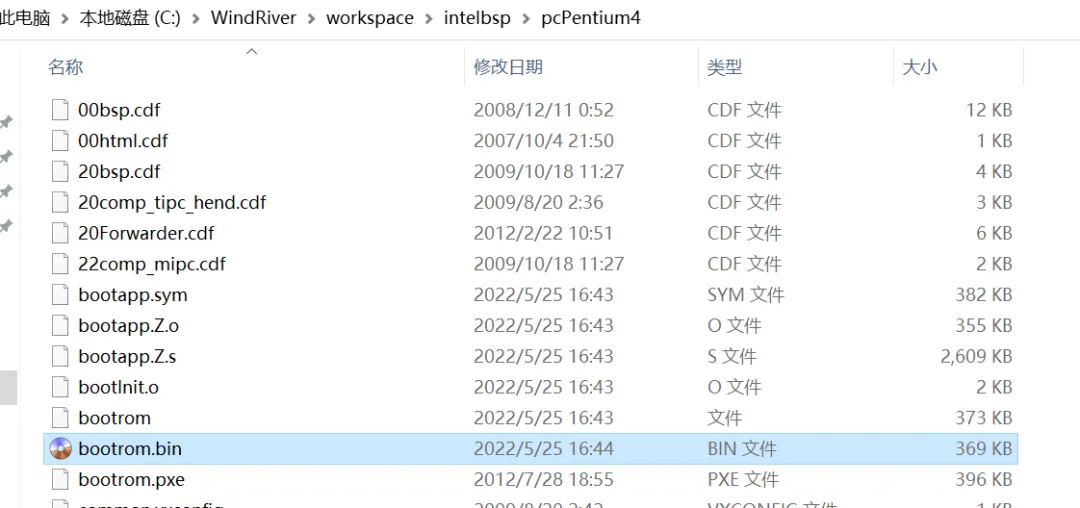 此电脑 > 本地磁盘 (C:) > WindRiver > workspace > intelbsp > pcPentium4
名称 修改日期 类型 大小
00bsp.cdf 2008/12/11 0:52 CDF 文件 12 KB
00html.cdf 2007/10/4 21:50 CDF 文件 1 KB
20bsp.cdf 2009/10/18 11:27 CDF 文件 4 KB
20comp_tipc_hend.cdf 2009/8/20 2:36 CDF 文件 3 KB
20Forwarder.cdf 2012/2/22 10:51 CDF 文件 6 KB
22comp_mipc.cdf 2009/10/18 11:27 CDF 文件 2 KB
bootapp.sym 2022/5/25 16:43 SYM 文件 382 KB
bootapp.Z.o 2022/5/25 16:43 O 文件 355 KB
bootapp.Z.s 2022/5/25 16:43 S 文件 2,609 KB
bootInit.o 2022/5/25 16:43 O 文件 2 KB
bootrom 2022/5/25 16:43 文件 373 KB
bootrom.bin 2022/5/25 16:44 BIN 文件 369 KB
bootrom.pxe 2012/7/28 18:55 PXE 文件 396 KB